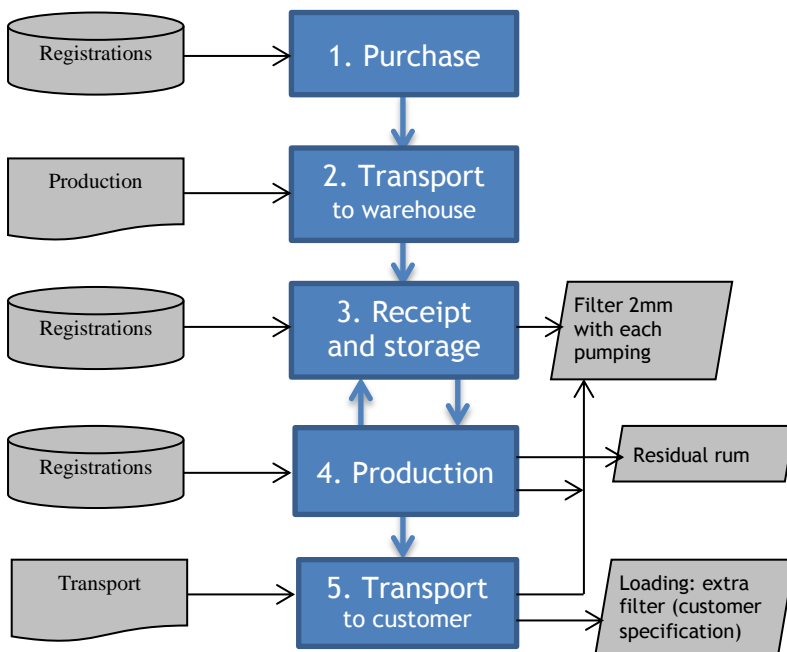 Registrations
1. Purchase
Production
2. Transport
to warehouse
Registrations
3. Receipt
and storage
Filter 2mm
with each
pumping
Registrations
4. Production
Residual rum
Transport
5. Transport
to customer
Loading: extra
filter (customer
specification)